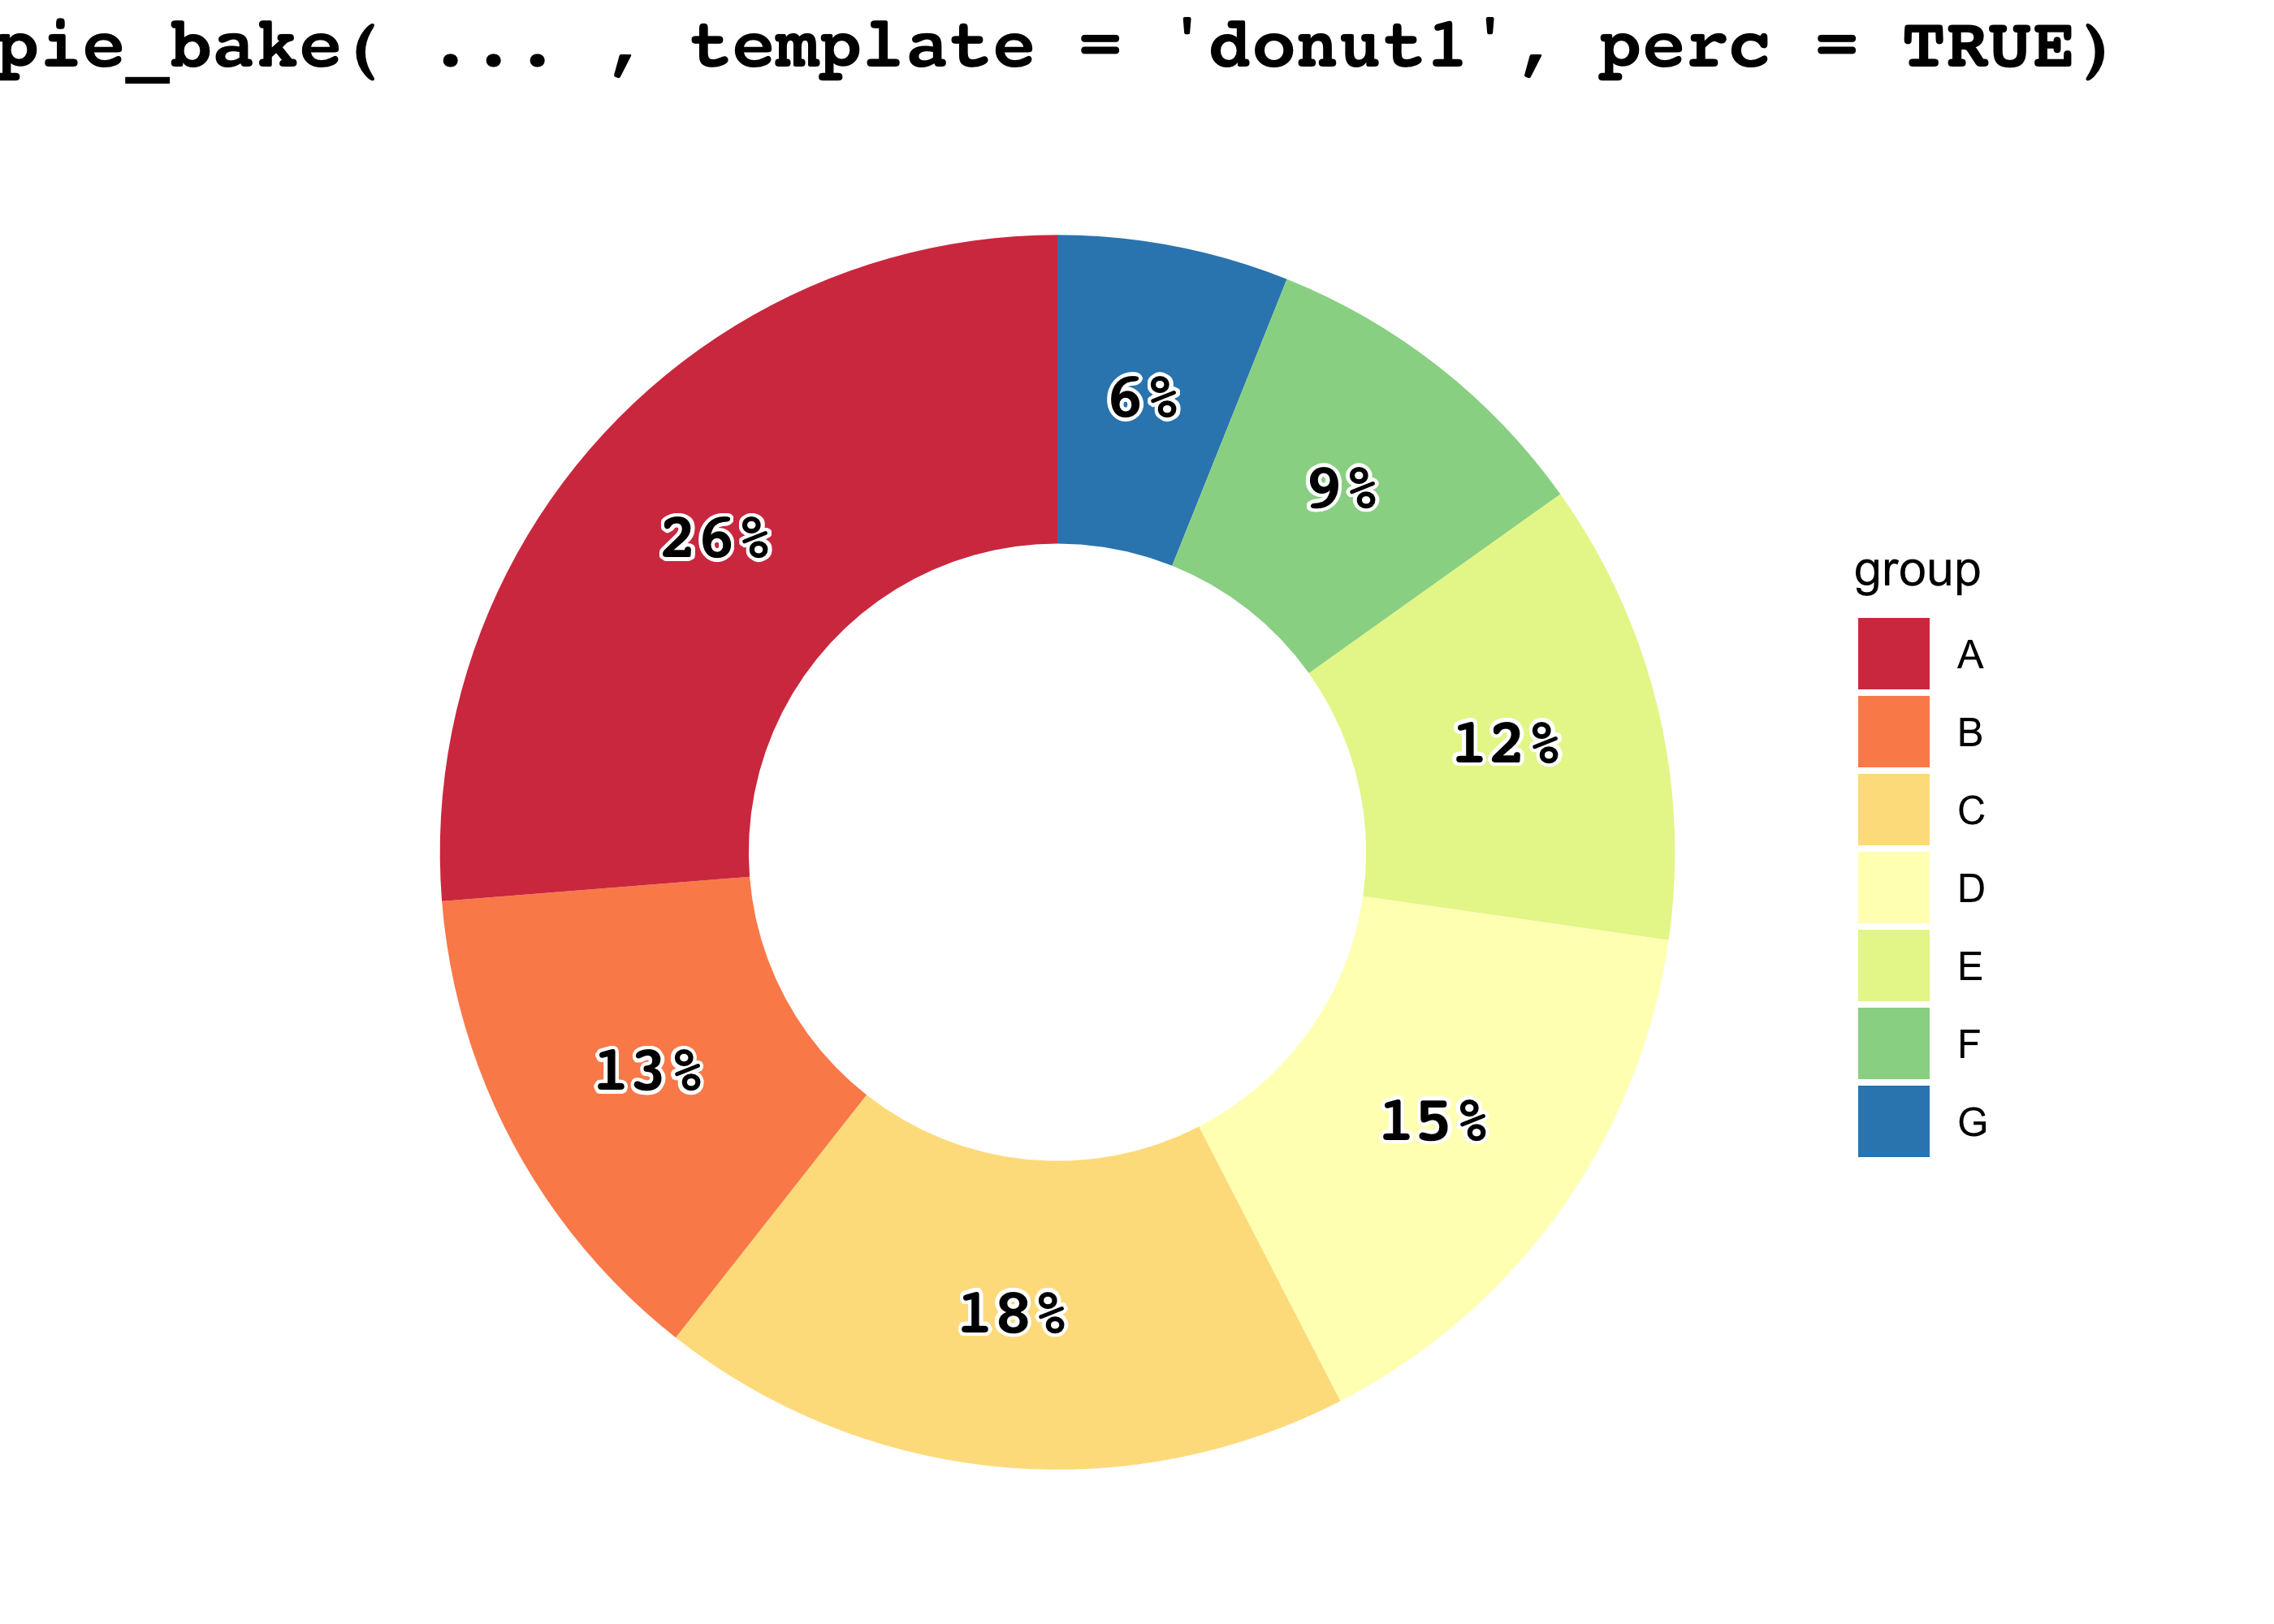 pie_bake( ... , template = 'donut1', perc = TRUE)
6%
9%
26%
12%
13%
15%
18%
group
A
B
C
D
E
F
G